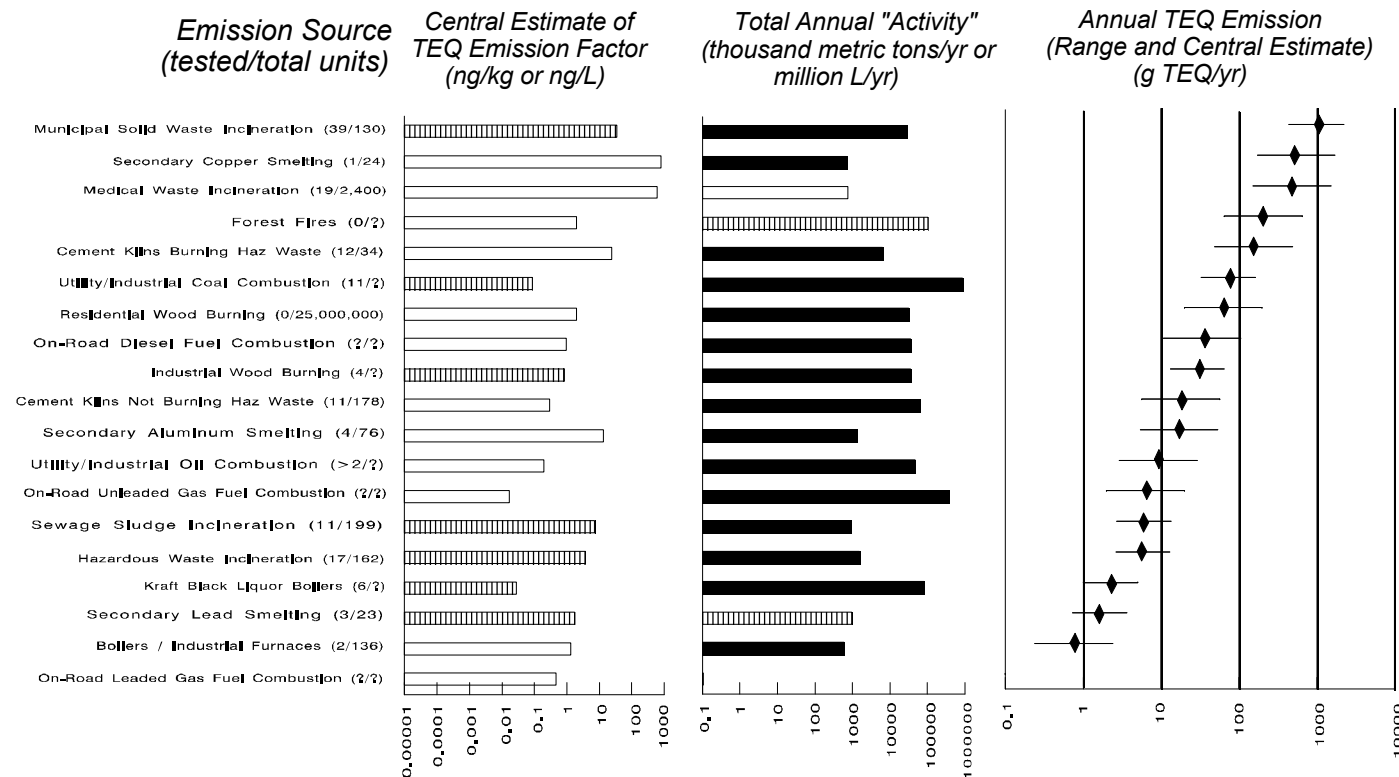 Emission Source
(tested/total units)
Central Estimate of
TEQ Emission Factor
(ng/kg or ng/L)
Total Annual "Activity"
(thousand metric tons/yr or
million L/yr)
Annual TEQ Emission
(Range and Central Estimate)
(g TEQ/yr)
Municipal Solid Waste Incineration (39/130)
Secondary Copper Smelting (1/24)
Medical Waste Incineration (19/2,400)
Forest Fires (0/?)
Cement Kilns Burning Haz Waste (12/34)
Utility/Industrial Coal Combustion (11/?)
Residential Wood Burning (0/25,000,000)
On-Road Diesel Fuel Combustion (?/?)
Industrial Wood Burning (4/?)
Cement Kilns Not Burning Haz Waste (11/178)
Secondary Aluminum Smelting (4/76)
Utility/Industrial Oil Combustion (>2/?)
On-Road Unleaded Gas Fuel Combustion (?/?)
Sewage Sludge Incineration (11/199)
Hazardous Waste Incineration (17/162)
Kraft Black Liquor Boilers (6/?)
Secondary Lead Smelting (3/23)
Boilers / Industrial Furnaces (2/136)
On-Road Leaded Gas Fuel Combustion (?/?)
0.00001
0.0001
0.001
0.01
0.1
1
10
100
1000
0.1
1
10
100
1000
10000
100000
1000000
0.1
1
10
100
1000
10000